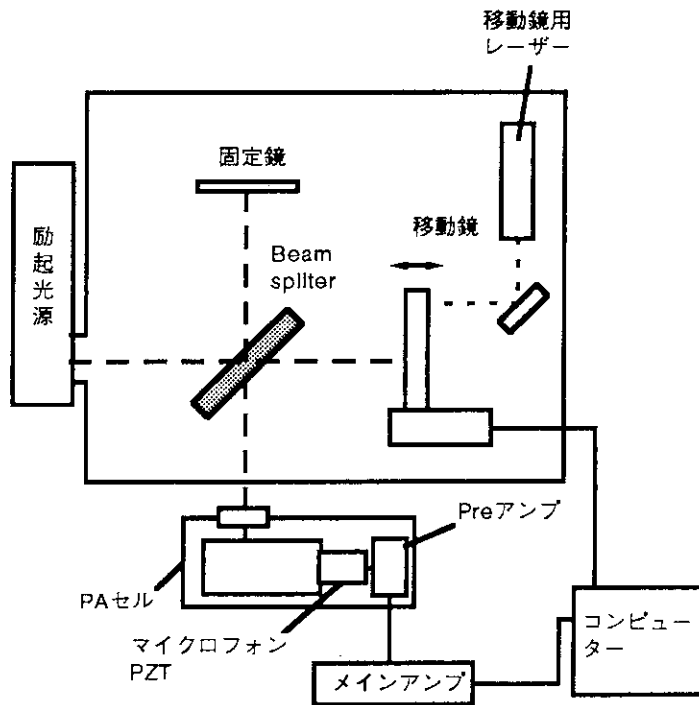 移動鏡用
レーザー
固定鏡
移動鏡
励起光源
Beam
spliter
Preアンプ
PAセル
マイクロフォン
PZT
メインアンプ
コンピュー
ター